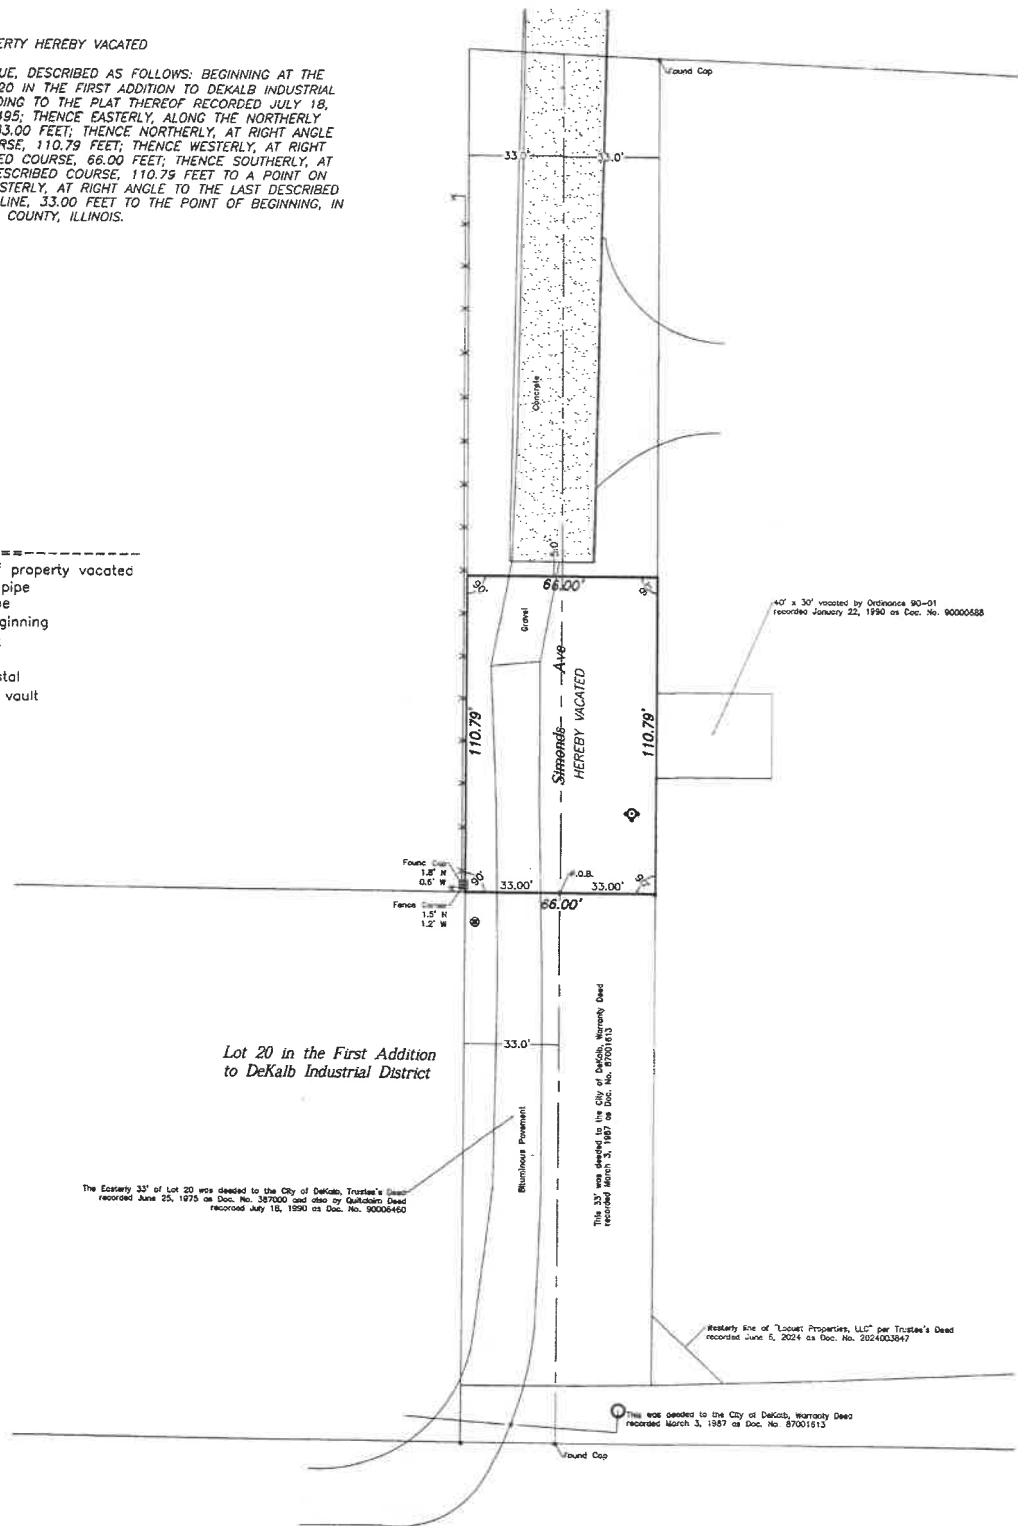 ERTY HEREBY VACATED
UE, DESCRIBED AS FOLLOWS: BEGINNING AT THE
20 IN THE FIRST ADDITION TO DEKALB INDUSTRIAL
DING TO THE PLAT THEREOF RECORDED JULY 18,
195; THENCE EASTERLY, ALONG THE NORTHERLY
33.00 FEET; THENCE NORTHERLY, AT RIGHT ANGLE
RSE, 110.79 FEET; THENCE WESTERLY, AT RIGHT
ED COURSE, 66.00 FEET; THENCE SOUTHERLY, AT
ESCRIBED COURSE, 110.79 FEET TO A POINT ON
STERLY, AT RIGHT ANGLE TO THE LAST DESCRIBED
LINE, 33.00 FEET TO THE POINT OF BEGINNING, IN
COUNTY, ILLINOIS.
Found Cap
33.0'
33.0'
Concrete
property vacated
pipe
e
ginning
stal
vault
5.0'
90°
66.00'
90°
Gravel
40' x 30' vacated by Ordinance 90-01
recorded January 22, 1990 as Doc. No. 90000588
110.79'
Simonds Ave
HEREBY VACATED
110.79'
Found Cap
1.8' N
0.6' W
90°
33.00'
P.O.B.
33.00'
90°
66.00'
Fence Corner
1.5' N
1.2' W
33.0'
Lot 20 in the First Addition
to DeKalb Industrial District
This 33' was deeded to the City of DeKalb, Warranty Deed
recorded March 3, 1987 as Doc. No. 87001613
Bituminous Pavement
The Easterly 33' of Lot 20 was deeded to the City of DeKalb, Trustee's Deed
recorded June 25, 1975 as Doc. No. 387000 and also by Quitclaim Deed
recorded July 18, 1990 as Doc. No. 90006460
Westerly line of "Locust Properties, LLC" per Trustee's Deed
recorded June 5, 2024 as Doc. No. 2024003847
This was deeded to the City of DeKalb, Warranty Deed
recorded March 3, 1987 as Doc. No. 87001613
Found Cap